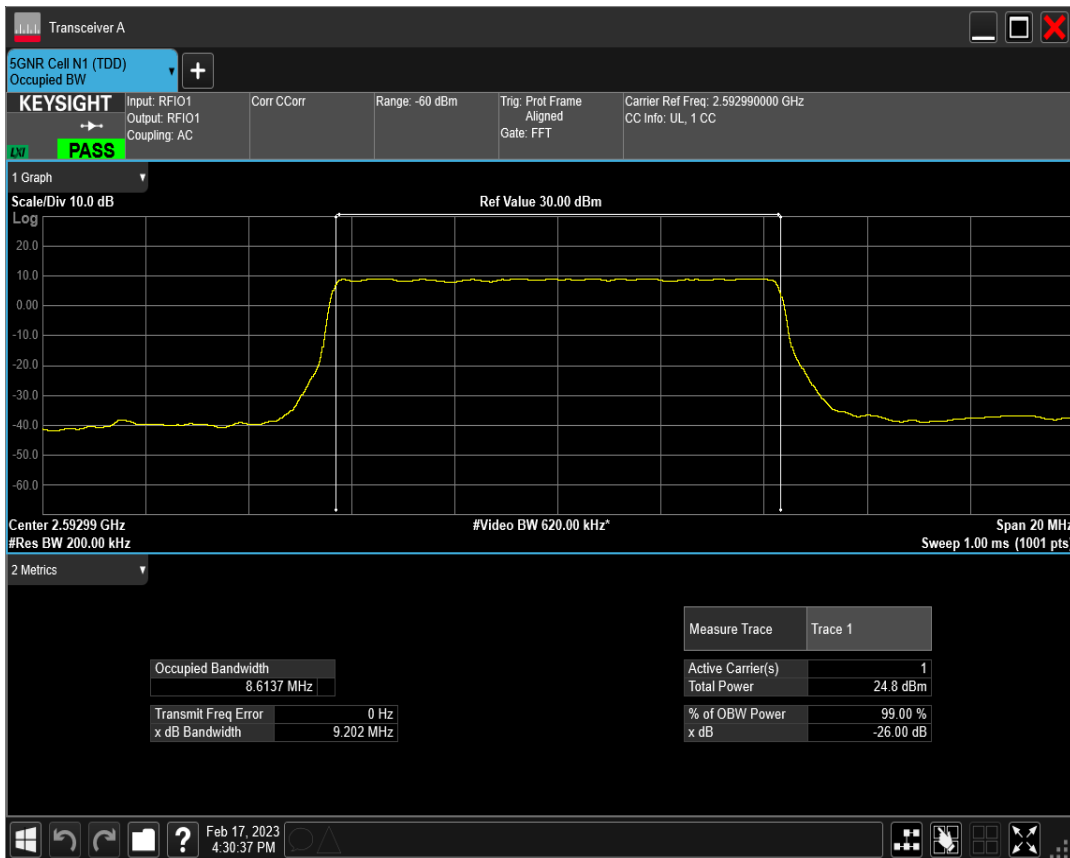 Transceiver A
5GNR Cell N1 (TDD)
Occupied BW
+
KEYSIGHT
LXI
PASS
Input: RFIO1
Output: RFIO1
Coupling: AC
Corr CCorr
Range: -60 dBm
Trig: Prot Frame
Aligned
Gate: FFT
Carrier Ref Freq: 2.592990000 GHz
CC Info: UL, 1 CC
1 Graph
Scale/Div 10.0 dB
Ref Value 30.00 dBm
Log
20.0
10.0
0.00
-10.0
-20.0
-30.0
-40.0
-50.0
-60.0
Center 2.59299 GHz
#Video BW 620.00 kHz*
Span 20 MHz
#Res BW 200.00 kHz
Sweep 1.00 ms (1001 pts)
2 Metrics
Measure Trace Trace 1
Occupied Bandwidth
8.6137 MHz
Active Carrier(s) 1
Total Power 24.8 dBm
Transmit Freq Error 0 Hz
x dB Bandwidth 9.202 MHz
% of OBW Power 99.00 %
x dB -26.00 dB
?
Feb 17, 2023
4:30:37 PM